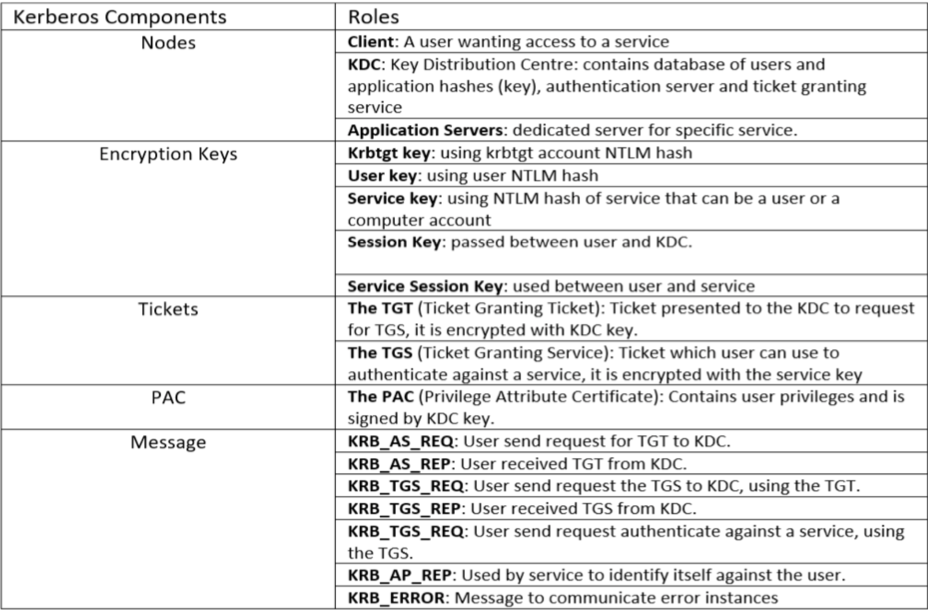 Kerberos Components
Roles
Nodes
Client: A user wanting access to a service
KDC: Key Distribution Centre: contains database of users and
application hashes (key), authentication server and ticket granting
service
Application Servers: dedicated server for specific service.
Encryption Keys
Krbtgt key: using krbtgt account NTLM hash
User key: using user NTLM hash
Service key: using NTLM hash of service that can be a user or a
computer account
Session Key: passed between user and KDC.
Service Session Key: used between user and service
Tickets
The TGT (Ticket Granting Ticket): Ticket presented to the KDC to request
for TGS, it is encrypted with KDC key.
The TGS (Ticket Granting Service): Ticket which user can use to
authenticate against a service, it is encrypted with the service key
PAC
The PAC (Privilege Attribute Certificate): Contains user privileges and is
signed by KDC key.
Message
KRB_AS_REQ: User send request for TGT to KDC.
KRB_AS_REP: User received TGT from KDC.
KRB_TGS_REQ: User send request the TGS to KDC, using the TGT.
KRB_TGS_REP: User received TGS from KDC.
KRB_TGS_REQ: User send request authenticate against a service, using
the TGS.
KRB_AP_REP: Used by service to identify itself against the user.
KRB_ERROR: Message to communicate error instances